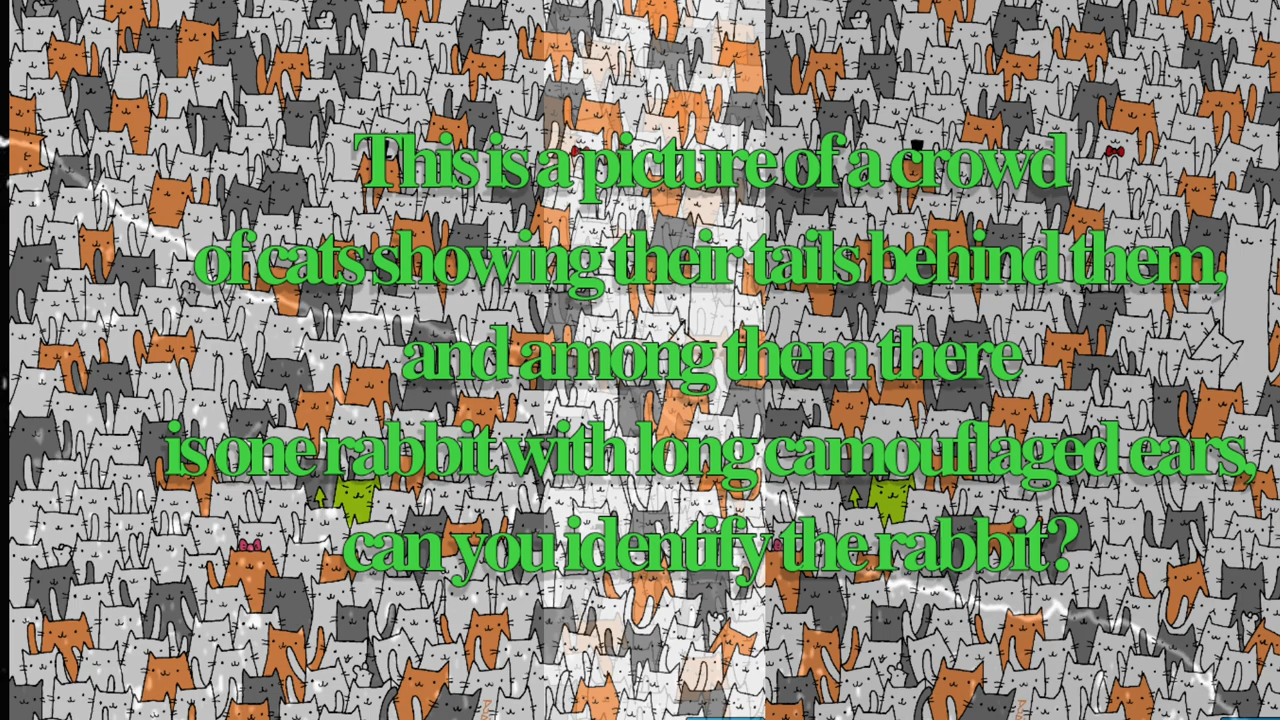 This is a picture of a crowd
of cats showing their tails behind them,
and among them there
is one rabbit with long camouflaged ears,
can you identify the rabbit?